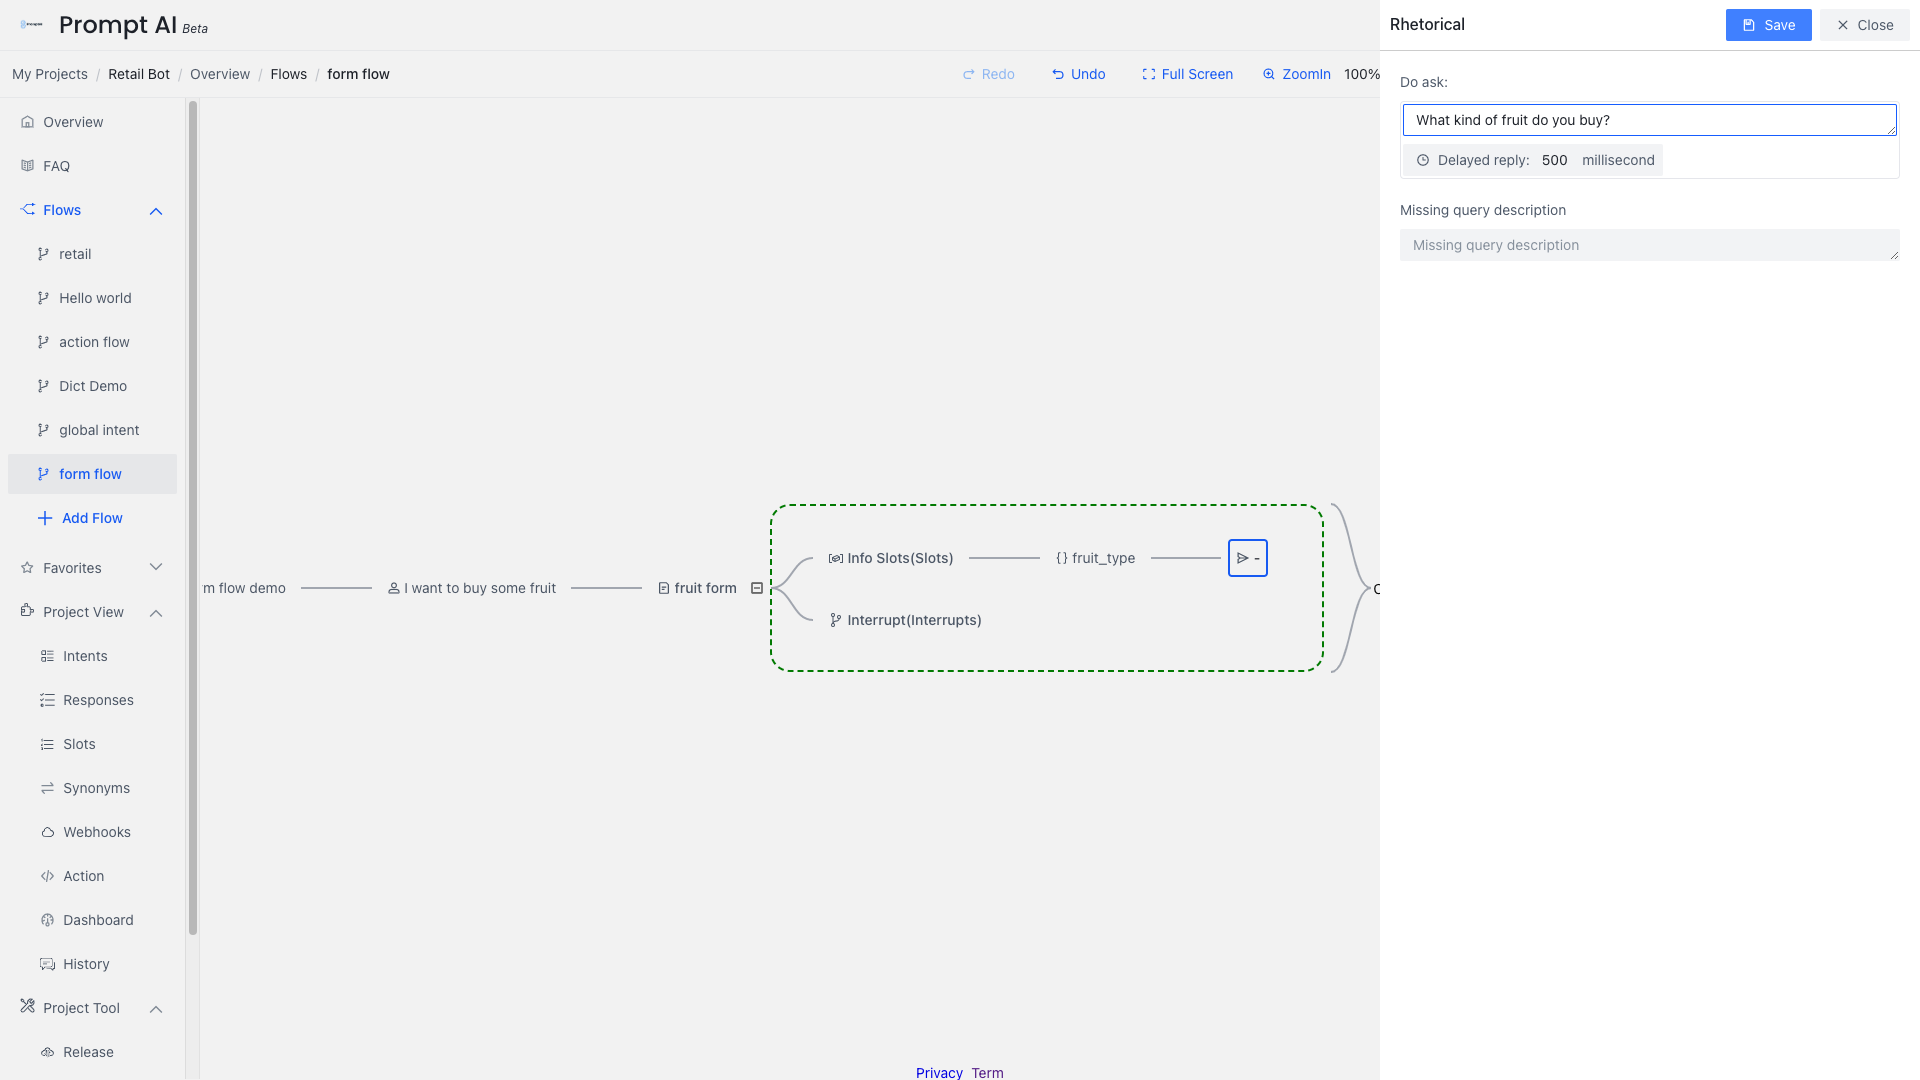 Prompt AI Beta
My Projects / Retail Bot / Overview / Flows / form flow
Redo
Undo
Full Screen
ZoomIn
100%
Overview
FAQ
Flows
retail
Hello world
action flow
Dict Demo
global intent
form flow
Add Flow
Favorites
Project View
Intents
Responses
Slots
Synonyms
Webhooks
Action
Dashboard
History
Project Tool
Release
m flow demo
I want to buy some fruit
fruit form
Info Slots(Slots)
{} fruit_type
-
Interrupt(Interrupts)
Privacy Term
Rhetorical
Save
Close
Do ask:
What kind of fruit do you buy?
Delayed reply: 500 millisecond
Missing query description
Missing query description